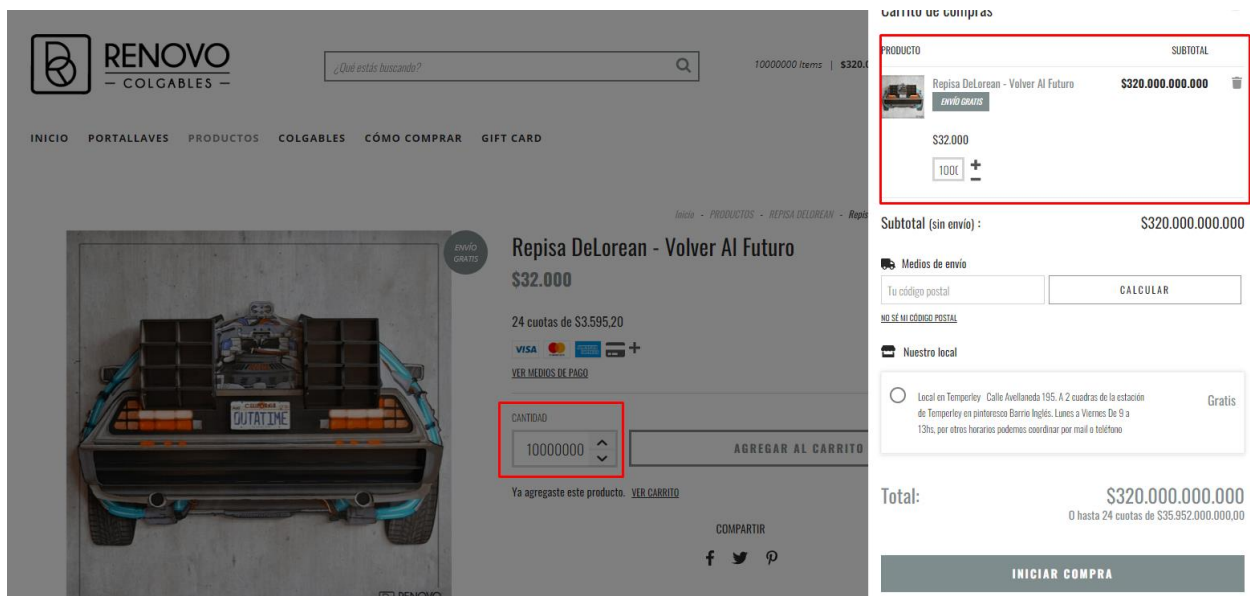 RENOVO
— COLGABLES —
¿Qué estás buscando?
10000000 Items | $320.
INICIO PORTALLAVES PRODUCTOS COLGABLES CÓMO COMPRAR GIFT CARD
Inicio - PRODUCTOS - REPISA DELOREAN -
ENVÍO
GRATIS
CALIFORNIA
OUTATIME
Repisa DeLorean - Volver Al Futuro
$32.000
24 cuotas de $3.595,20
VISA
VER MEDIOS DE PAGO
CANTIDAD
10000000
AGREGAR AL CARRITO
Ya agregaste este producto. VER CARRITO
COMPARTIR
RENOVO
Carrito de compras
PRODUCTO SUBTOTAL
Repisa DeLorean - Volver Al Futuro $320.000.000.000
ENVÍO GRATIS
$32.000
Subtotal (sin envío) : $320.000.000.000
Medios de envío
Tu código postal CALCULAR
NO SÉ MI CÓDIGO POSTAL
Nuestro local
Local en Temperley Calle Avellaneda 195. A 2 cuadras de la estación
de Temperley en pintoresco Barrio Inglés. Lunes a Viernes De 9 a
13hs, por otros horarios podemos coordinar por mail o teléfono
Gratis
Total: $320.000.000.000
O hasta 24 cuotas de $35.952.000.000,00
INICIAR COMPRA